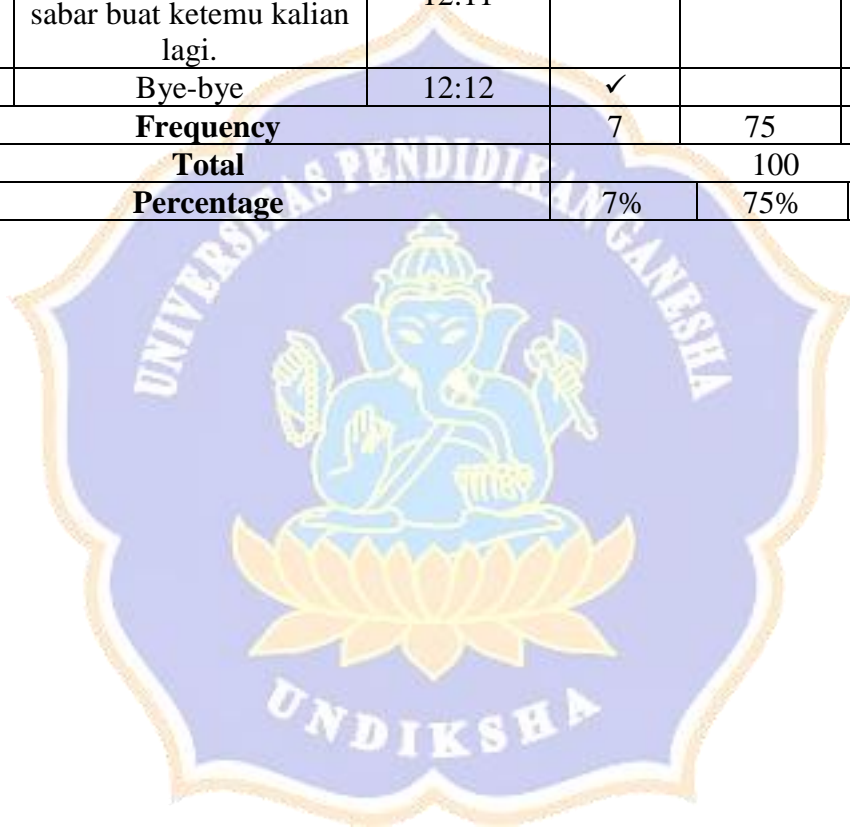 sabar buat ketemu kalian 12:11
lagi.
Bye-bye 12:12 ✓
Frequency 7 75
Total 100
Percentage 7% 75%
UNIVERSITAS PENDIDIKAN GANESHA
UNDIKSHA